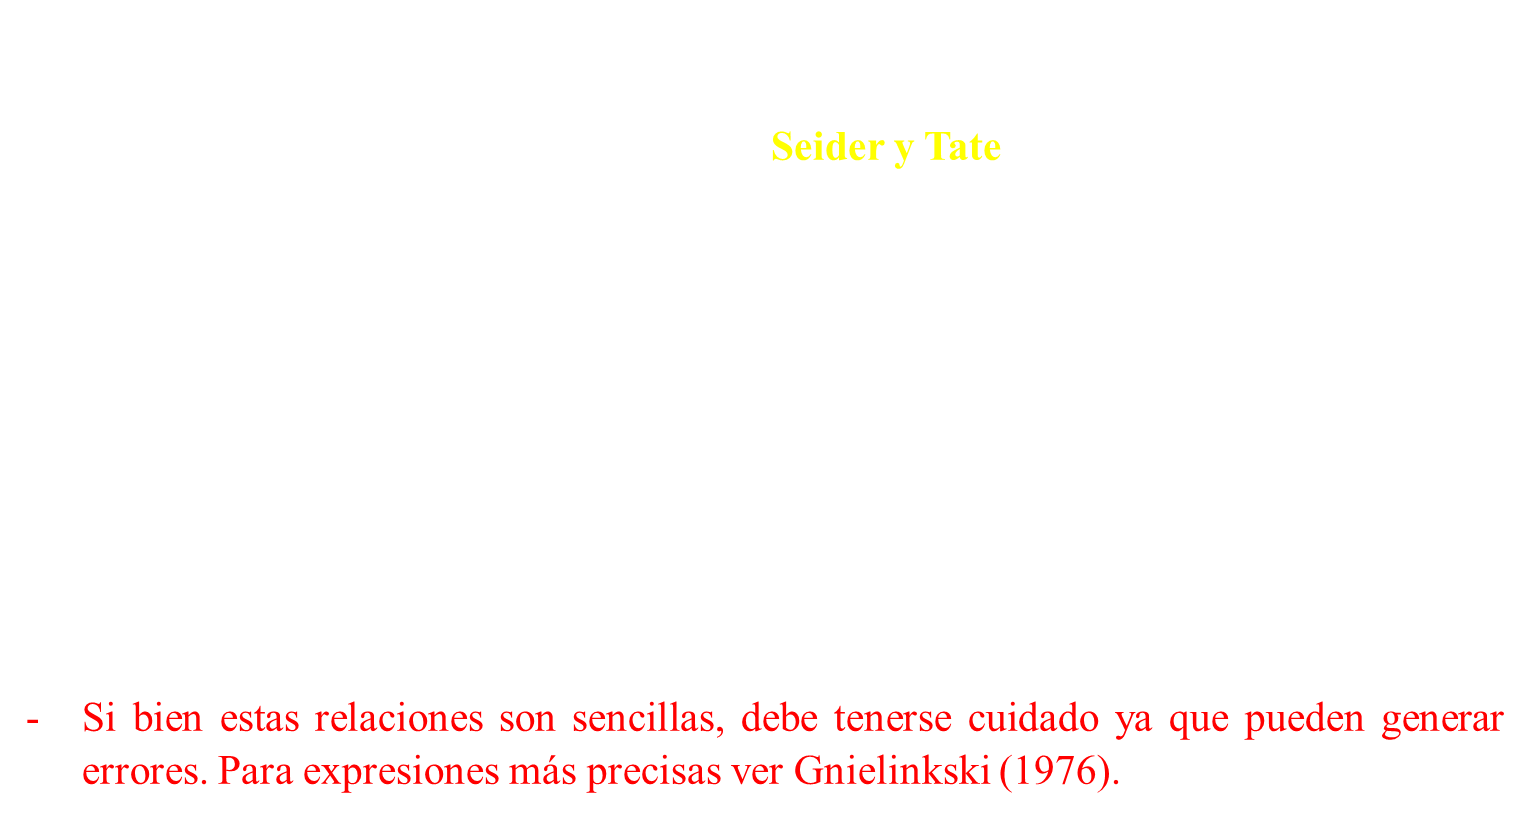 Seider y Tate
- Si bien estas relaciones son sencillas, debe tenerse cuidado ya que pueden generar
errores. Para expresiones más precisas ver Gnielinkski (1976).